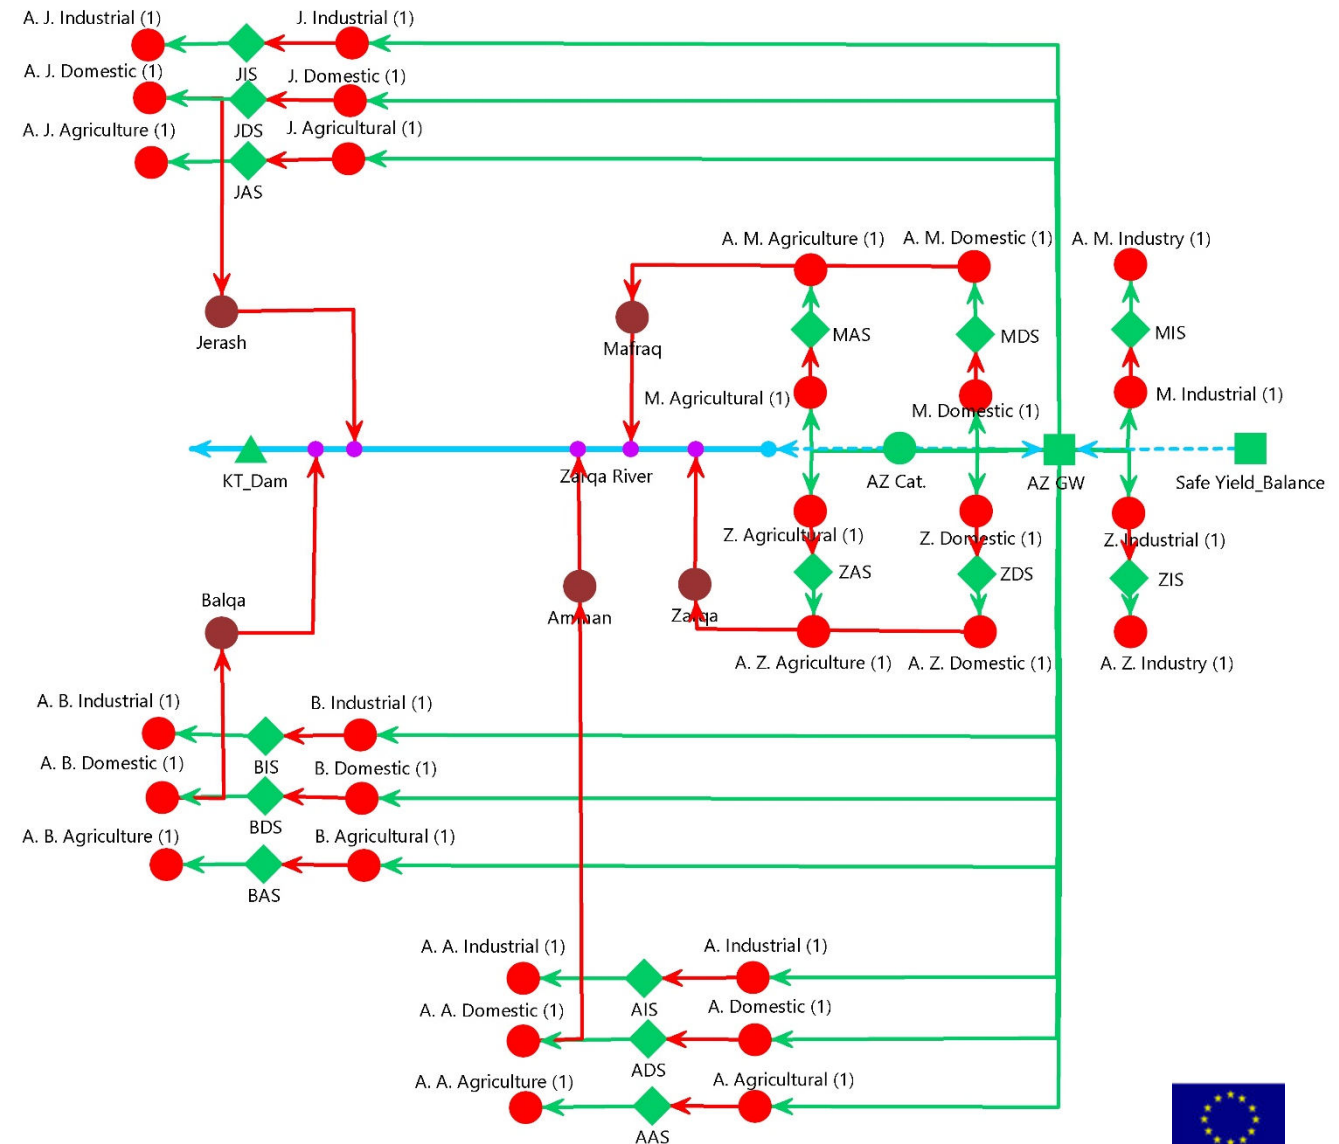 A. J. Industrial (1)
J. Industrial (1)
JIS
A. J. Domestic (1)
J. Domestic (1)
JDS
A. J. Agriculture (1)
J. Agricultural (1)
JAS
A. M. Agriculture (1)
A. M. Domestic (1)
A. M. Industry (1)
Jerash
Mafraq
MAS
MDS
MIS
M. Agricultural (1)
M. Domestic (1)
M. Industrial (1)
KT_Dam
Zarqa River
AZ Cat.
AZ GW
Safe Yield_Balance
Z. Agricultural (1)
Z. Domestic (1)
Z. Industrial (1)
ZAS
ZDS
ZIS
Balqa
Amman
Zarqa
A. Z. Agriculture (1)
A. Z. Domestic (1)
A. Z. Industry (1)
A. B. Industrial (1)
B. Industrial (1)
BIS
A. B. Domestic (1)
B. Domestic (1)
BDS
A. B. Agriculture (1)
B. Agricultural (1)
BAS
A. A. Industrial (1)
A. Industrial (1)
AIS
A. A. Domestic (1)
A. Domestic (1)
ADS
A. A. Agriculture (1)
A. Agricultural (1)
AAS